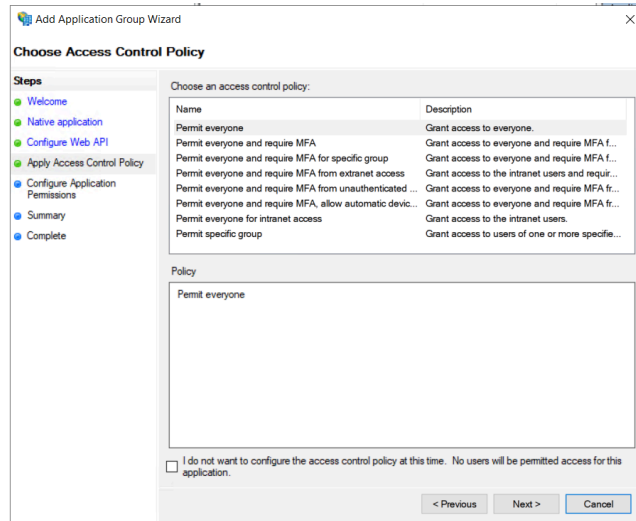 Add Application Group Wizard
Choose Access Control Policy
Steps
Welcome
Native application
Configure Web API
Apply Access Control Policy
Configure Application
Permissions
Summary
Complete
Choose an access control policy:
Name Description
Permit everyone Grant access to everyone.
Permit everyone and require MFA Grant access to everyone and require MFA f...
Permit everyone and require MFA for specific group Grant access to everyone and require MFA f...
Permit everyone and require MFA from extranet access Grant access to the intranet users and requir...
Permit everyone and require MFA from unauthenticated ... Grant access to everyone and require MFA fr...
Permit everyone and require MFA, allow automatic devic... Grant access to everyone and require MFA fr...
Permit everyone for intranet access Grant access to the intranet users.
Permit specific group Grant access to users of one or more specifie...
Policy
Permit everyone
I do not want to configure the access control policy at this time. No users will be permitted access for this
application.
< Previous Next > Cancel